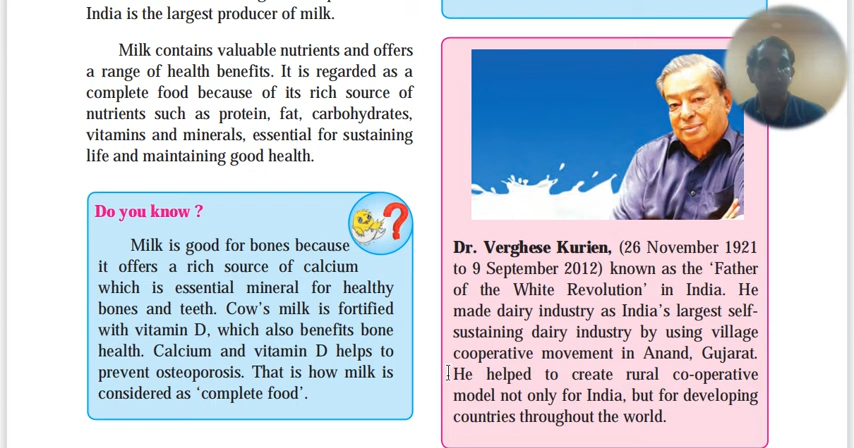 India is the largest producer of milk.
Milk contains valuable nutrients and offers
a range of health benefits. It is regarded as a
complete food because of its rich source of
nutrients such as protein, fat, carbohydrates,
vitamins and minerals, essential for sustaining
life and maintaining good health.
Do you know ?
Milk is good for bones because
it offers a rich source of calcium
which is essential mineral for healthy
bones and teeth. Cow's milk is fortified
with vitamin D, which also benefits bone
health. Calcium and vitamin D helps to
prevent osteoporosis. That is how milk is
considered as ‘complete food’.
Dr. Verghese Kurien, (26 November 1921
to 9 September 2012) known as the ‘Father
of the White Revolution’ in India. He
made dairy industry as India’s largest self-
sustaining dairy industry by using village
cooperative movement in Anand, Gujarat.
He helped to create rural co-operative
model not only for India, but for developing
countries throughout the world.